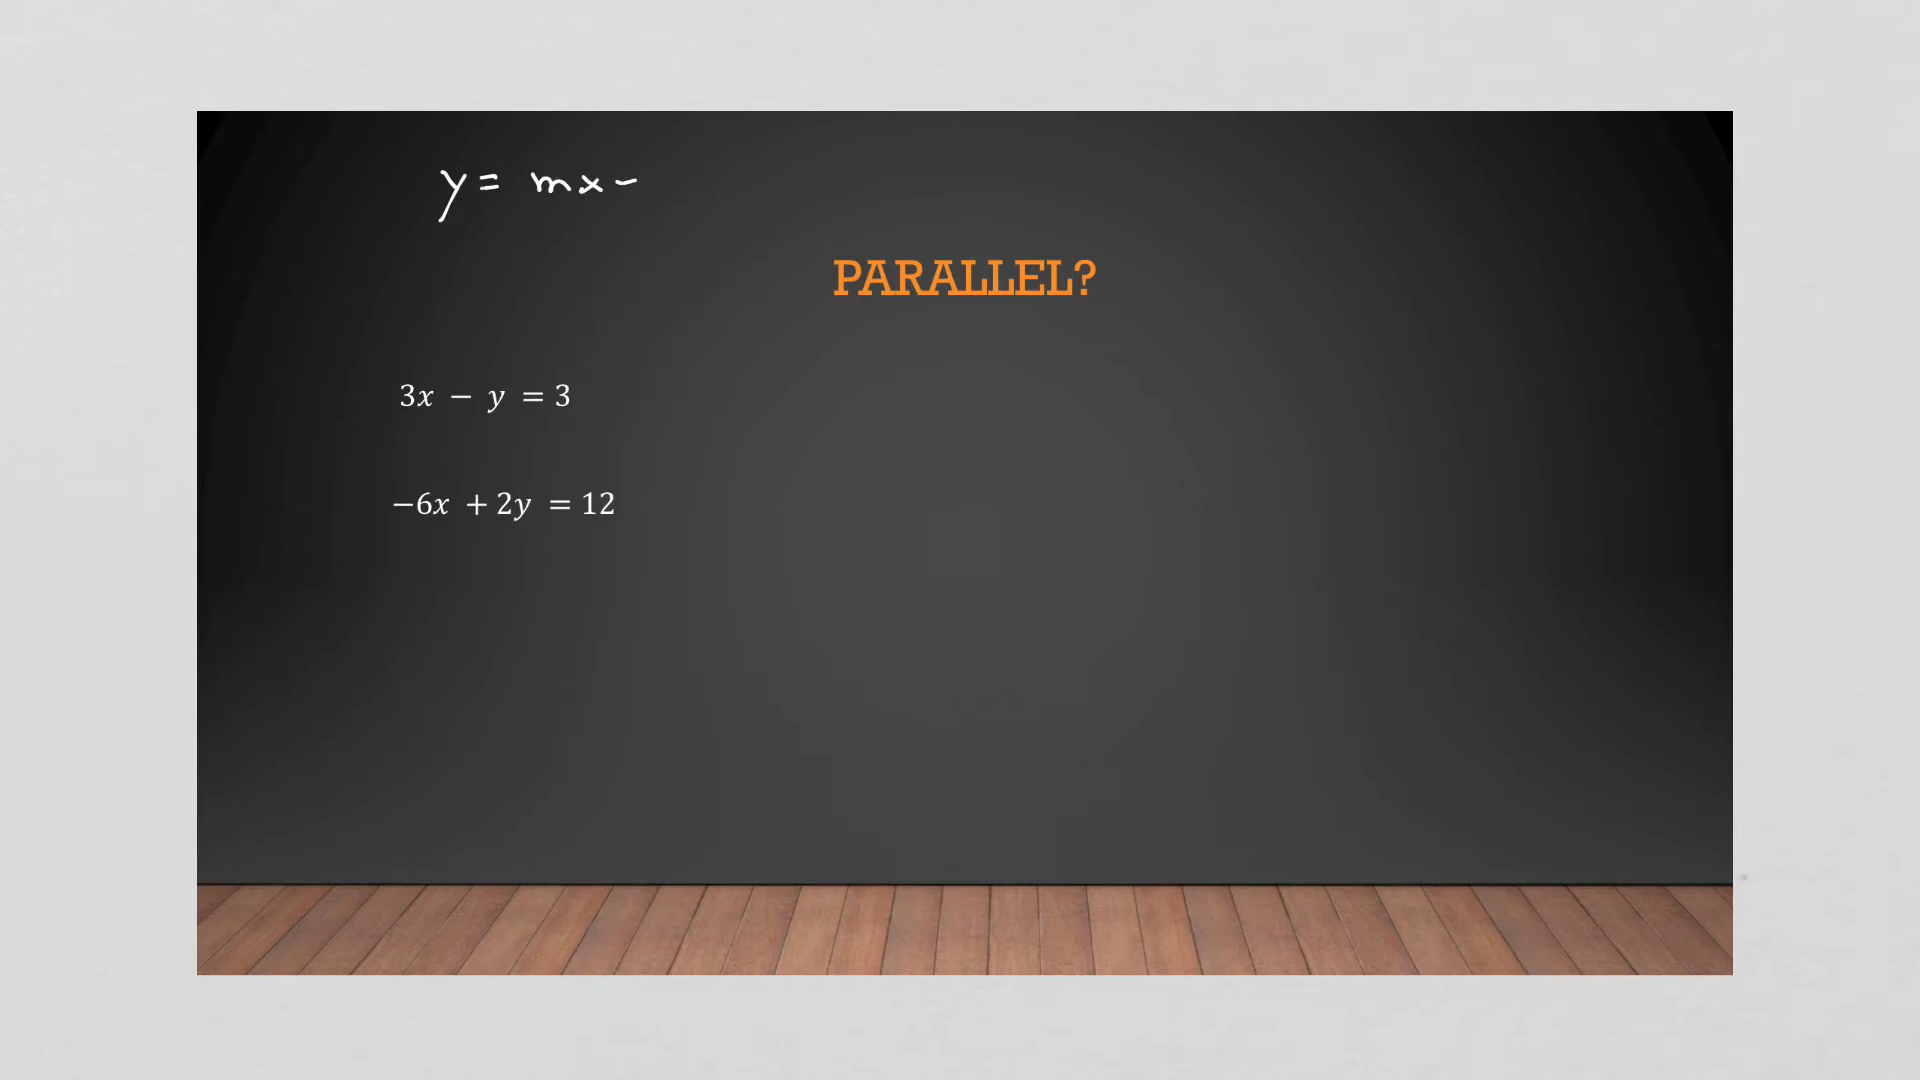 y = mx -
PARALLEL?
3x − y = 3
−6x + 2y = 12